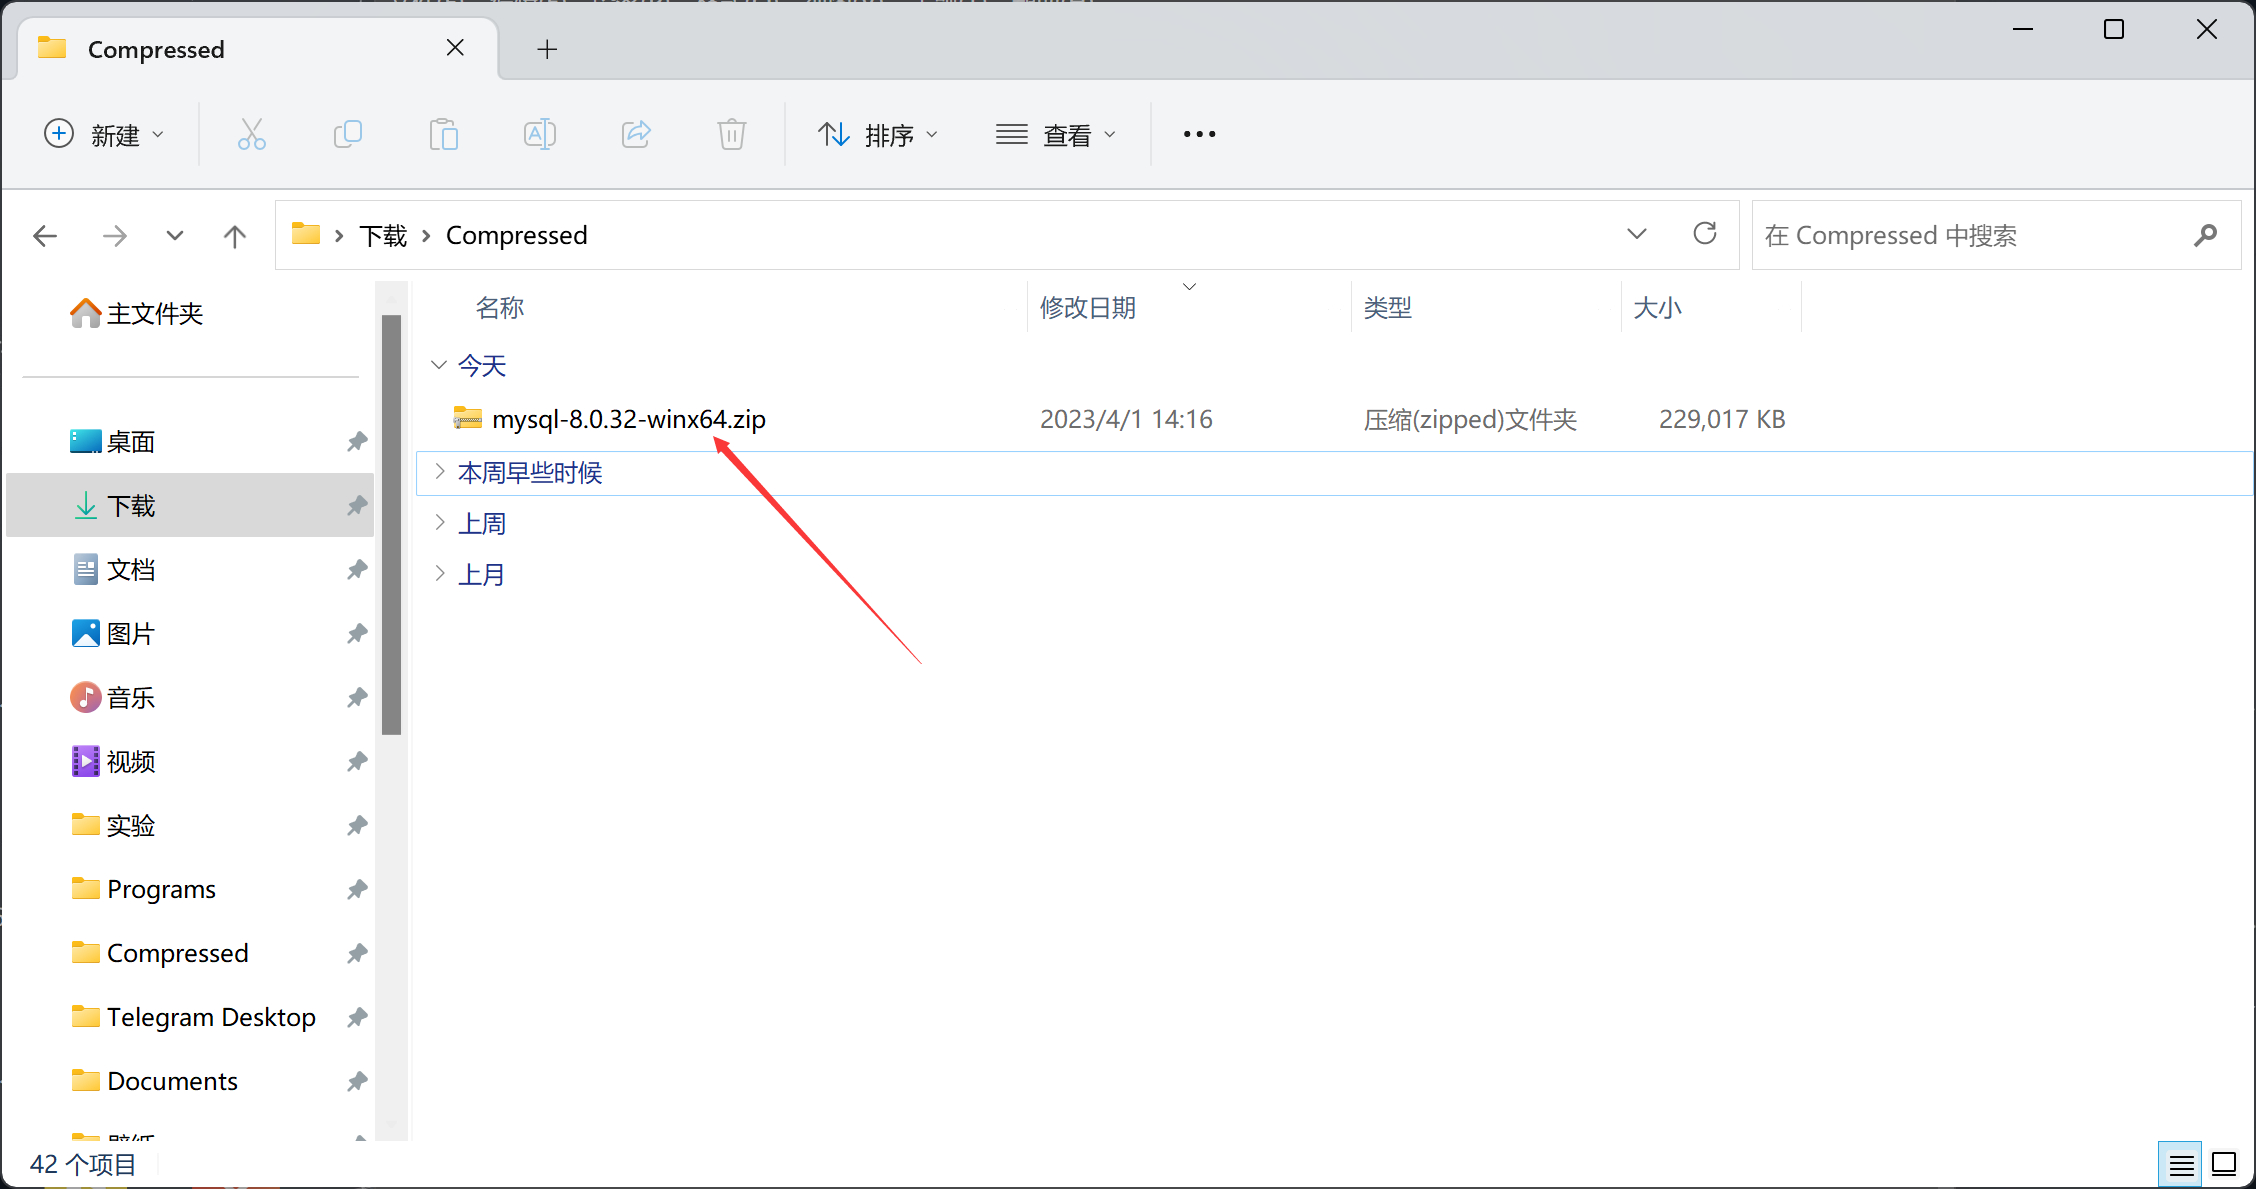 Compressed
新建
排序
查看
下载 Compressed
在 Compressed 中搜索
主文件夹
桌面
下载
文档
图片
音乐
视频
实验
Programs
Compressed
Telegram Desktop
Documents
名称 修改日期 类型 大小
今天
mysql-8.0.32-winx64.zip 2023/4/1 14:16 压缩(zipped)文件夹 229,017 KB
本周早些时候
上周
上月
42 个项目